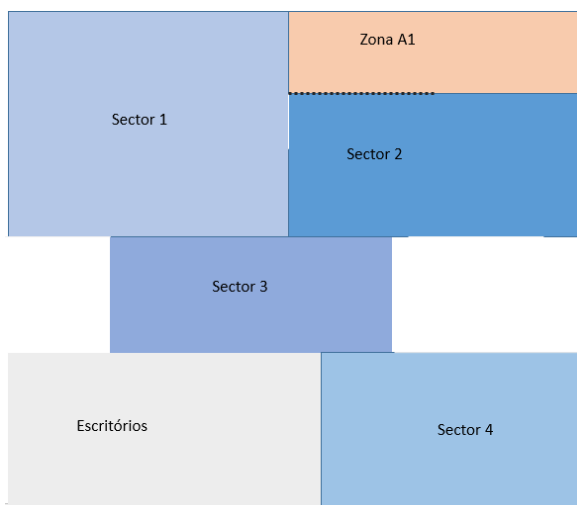 Zona A1
Sector 1
Sector 2
Sector 3
Escritórios
Sector 4